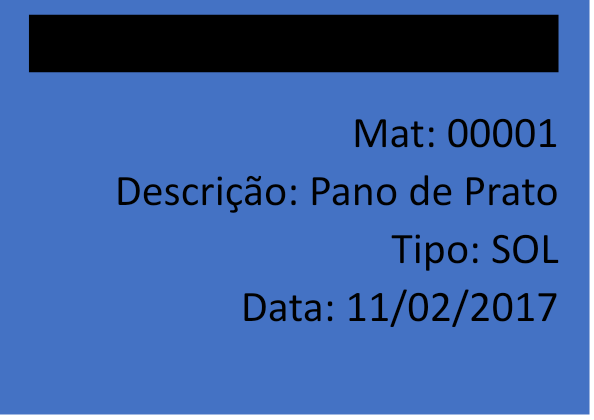 Mat: 00001
Descrição: Pano de Prato
Tipo: SOL
Data: 11/02/2017